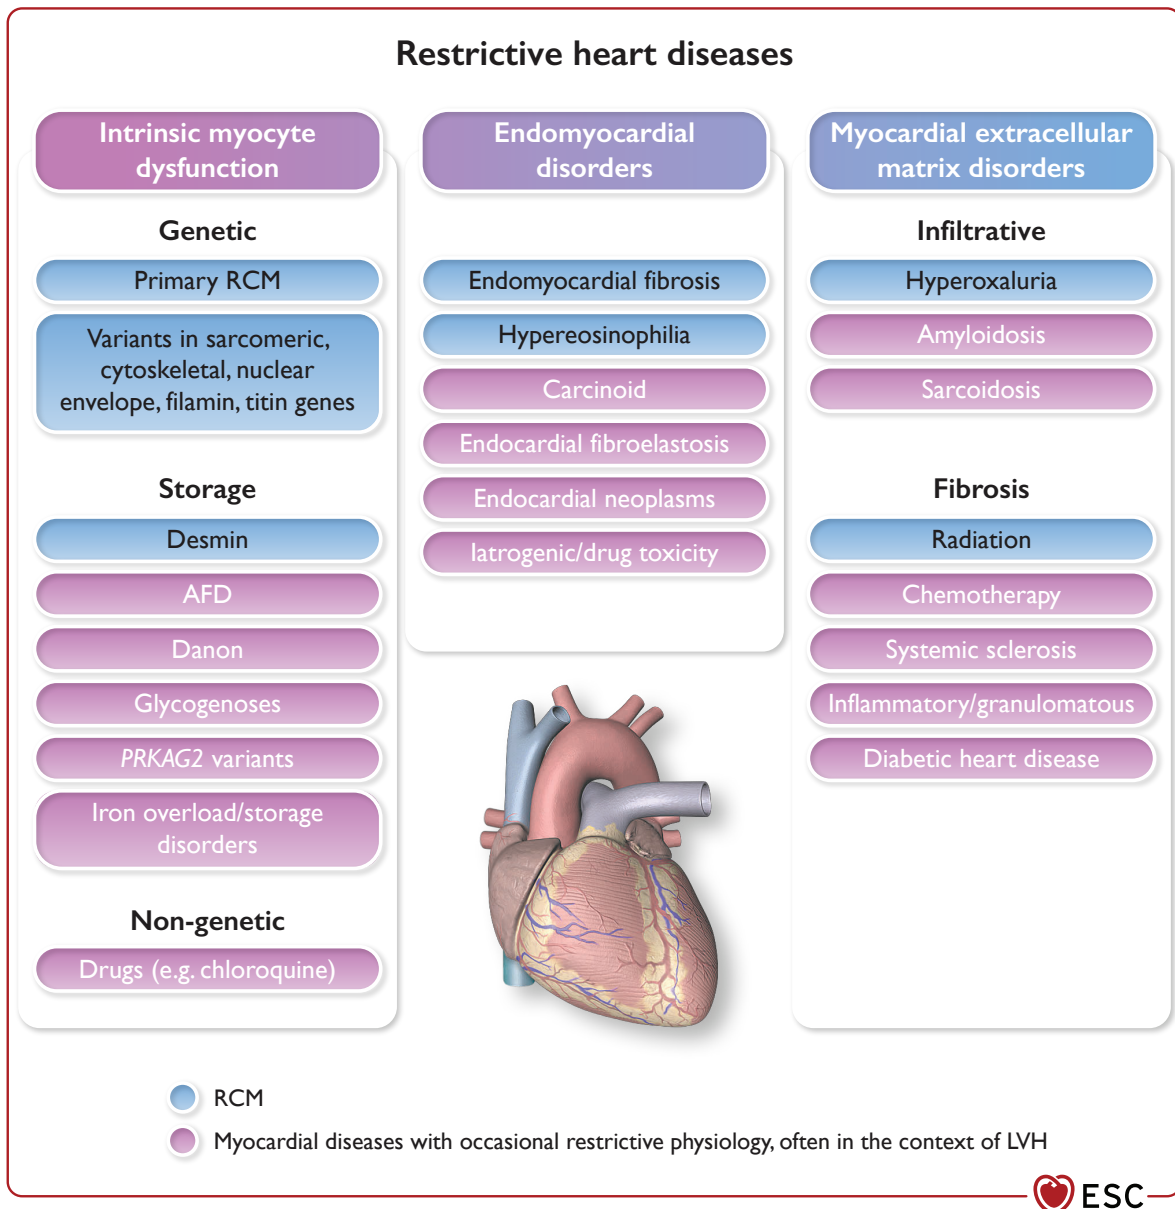 Restrictive heart diseases
Intrinsic myocyte
dysfunction
Genetic
Primary RCM
Variants in sarcomeric,
cytoskeletal, nuclear
envelope, filamin, titin genes
Storage
Desmin
AFD
Danon
Glycogenoses
PRKAG2 variants
Iron overload/storage
disorders
Non-genetic
Drugs (e.g. chloroquine)
Endomyocardial
disorders
Endomyocardial fibrosis
Hypereosinophilia
Carcinoid
Endocardial fibroelastosis
Endocardial neoplasms
Iatrogenic/drug toxicity
Myocardial extracellular
matrix disorders
Infiltrative
Hyperoxaluria
Amyloidosis
Sarcoidosis
Fibrosis
Radiation
Chemotherapy
Systemic sclerosis
Inflammatory/granulomatous
Diabetic heart disease
RCM
Myocardial diseases with occasional restrictive physiology, often in the context of LVH
ESC